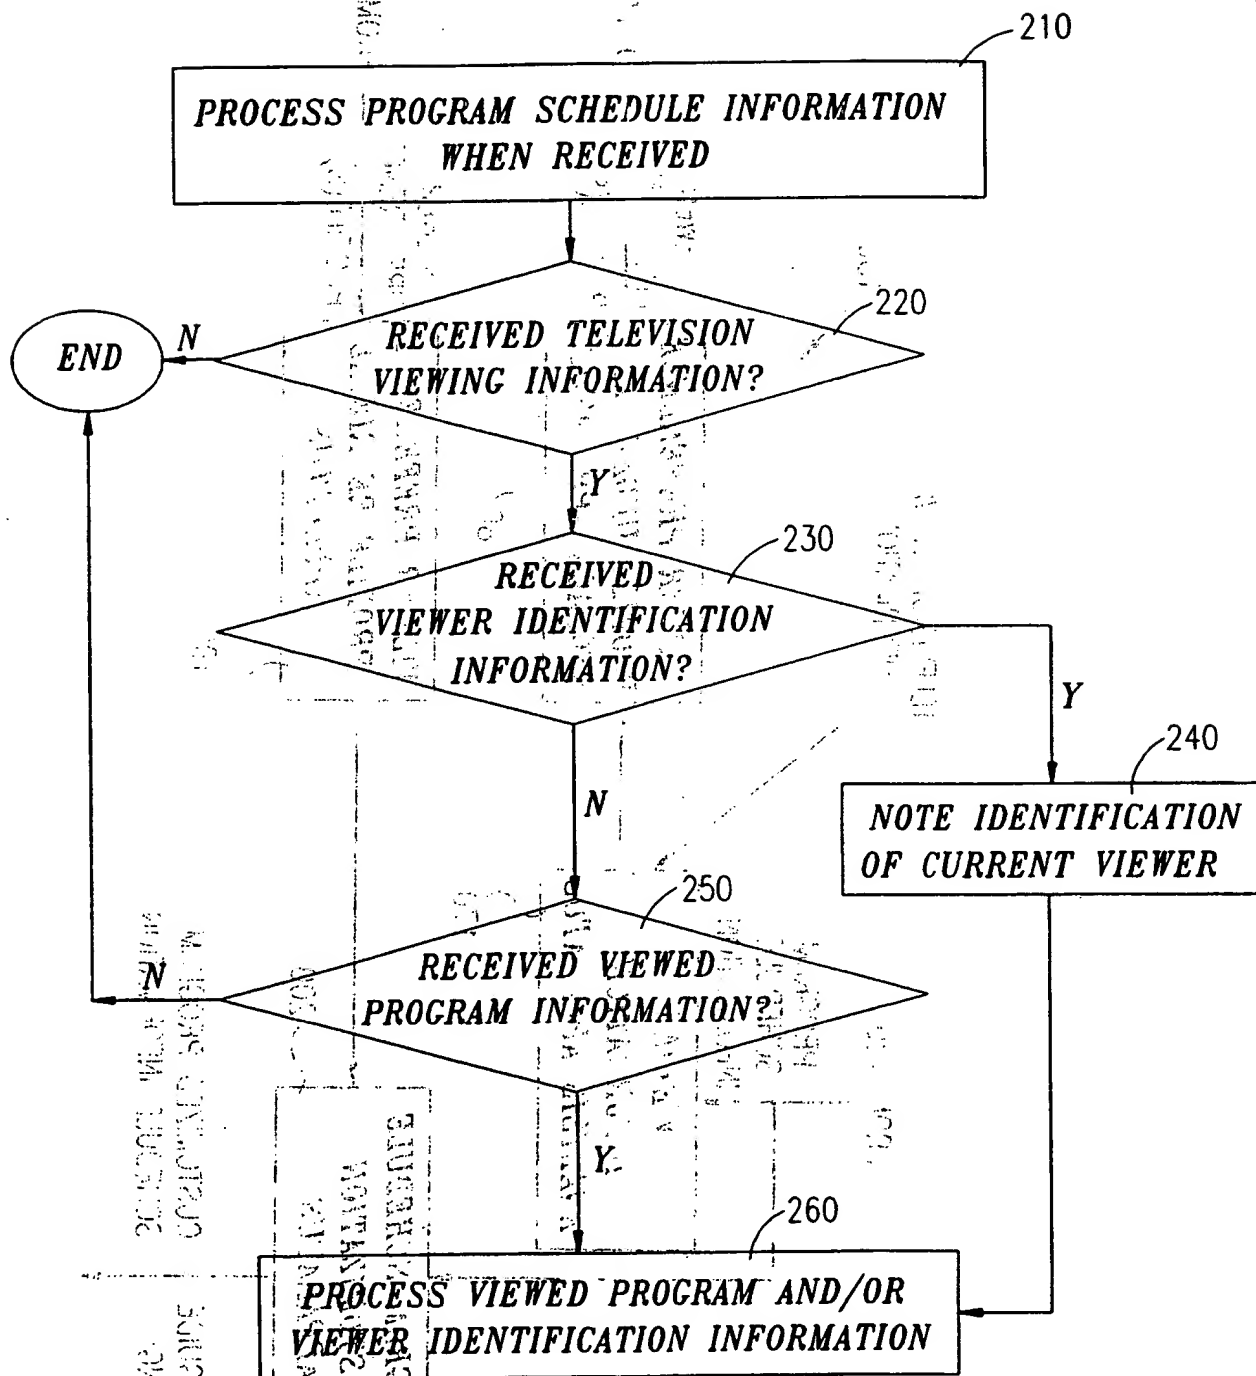 210
PROCESS PROGRAM SCHEDULE INFORMATION
WHEN RECEIVED
220
RECEIVED TELEVISION
VIEWING INFORMATION?
N
END
Y
230
RECEIVED
VIEWER IDENTIFICATION
INFORMATION?
Y
240
NOTE IDENTIFICATION
OF CURRENT VIEWER
N
250
RECEIVED VIEWED
PROGRAM INFORMATION?
N
Y
260
PROCESS VIEWED PROGRAM AND/OR
VIEWER IDENTIFICATION INFORMATION